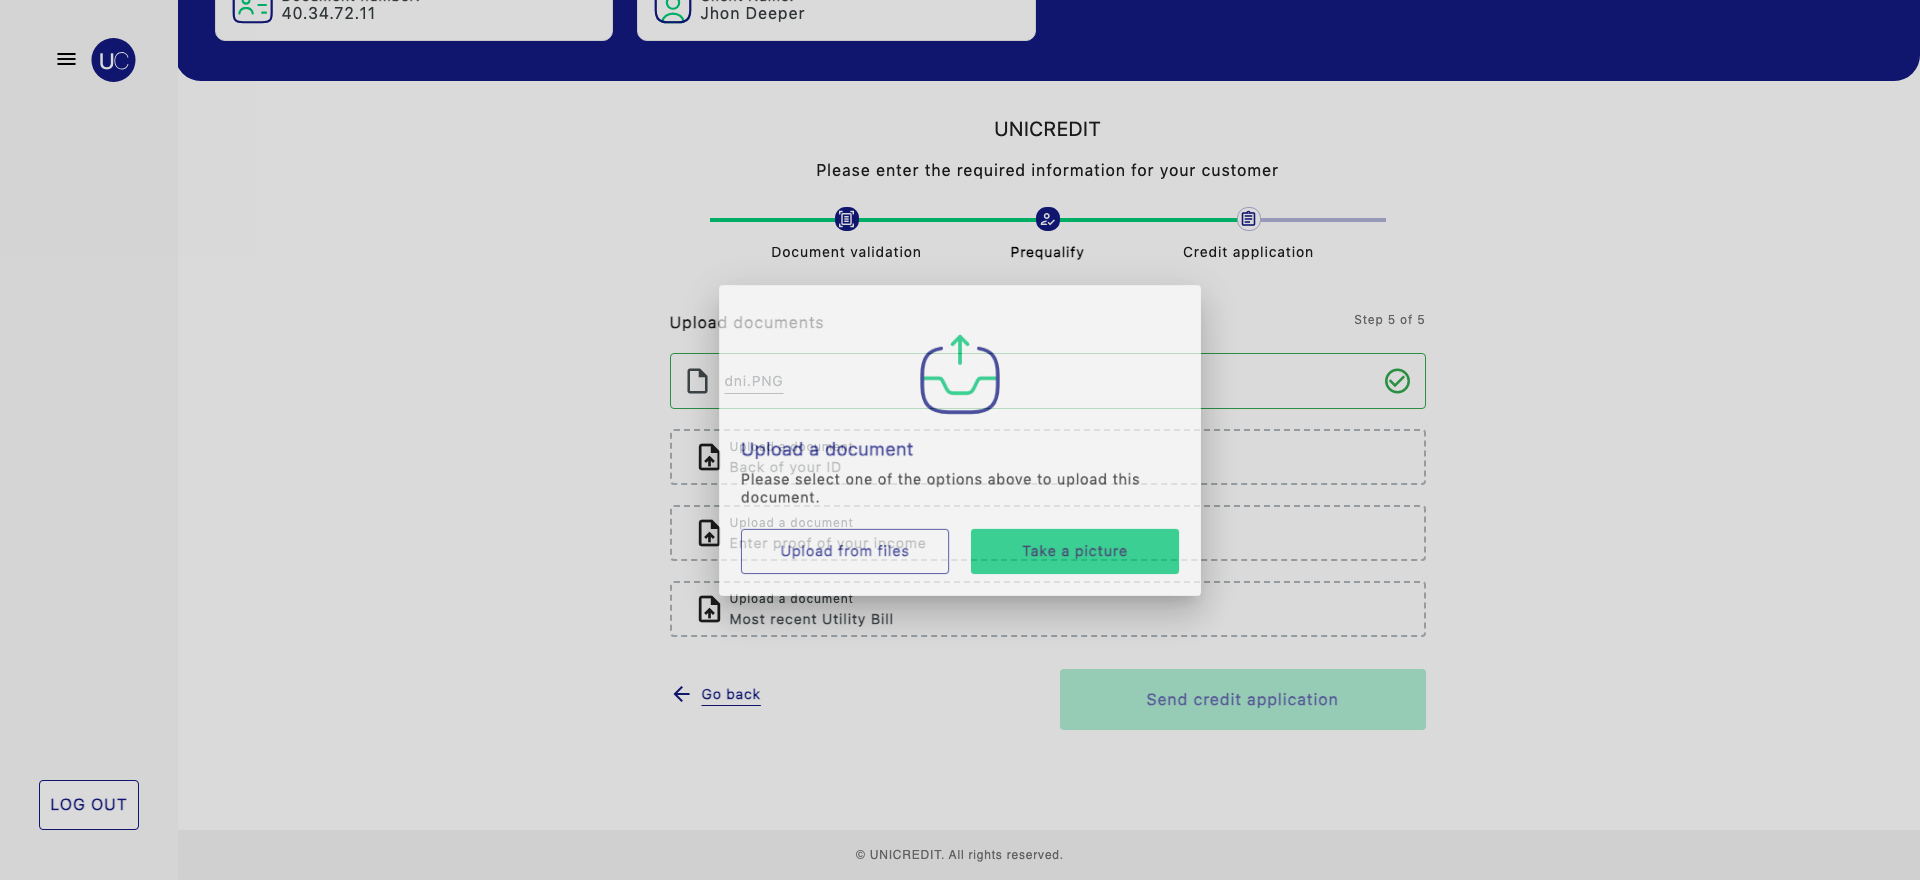 Document number:
40.34.72.11
Client Name:
Jhon Deeper
UC
UNICREDIT
Please enter the required information for your customer
Document validation
Prequalify
Credit application
Upload documents
Step 5 of 5
dni.PNG
Upload a document
Back of your ID
Upload a document
Please select one of the options above to upload this
document.
Upload a document
Enter proof of your income
Upload from files
Take a picture
Upload a document
Most recent Utility Bill
Go back
Send credit application
LOG OUT
© UNICREDIT. All rights reserved.